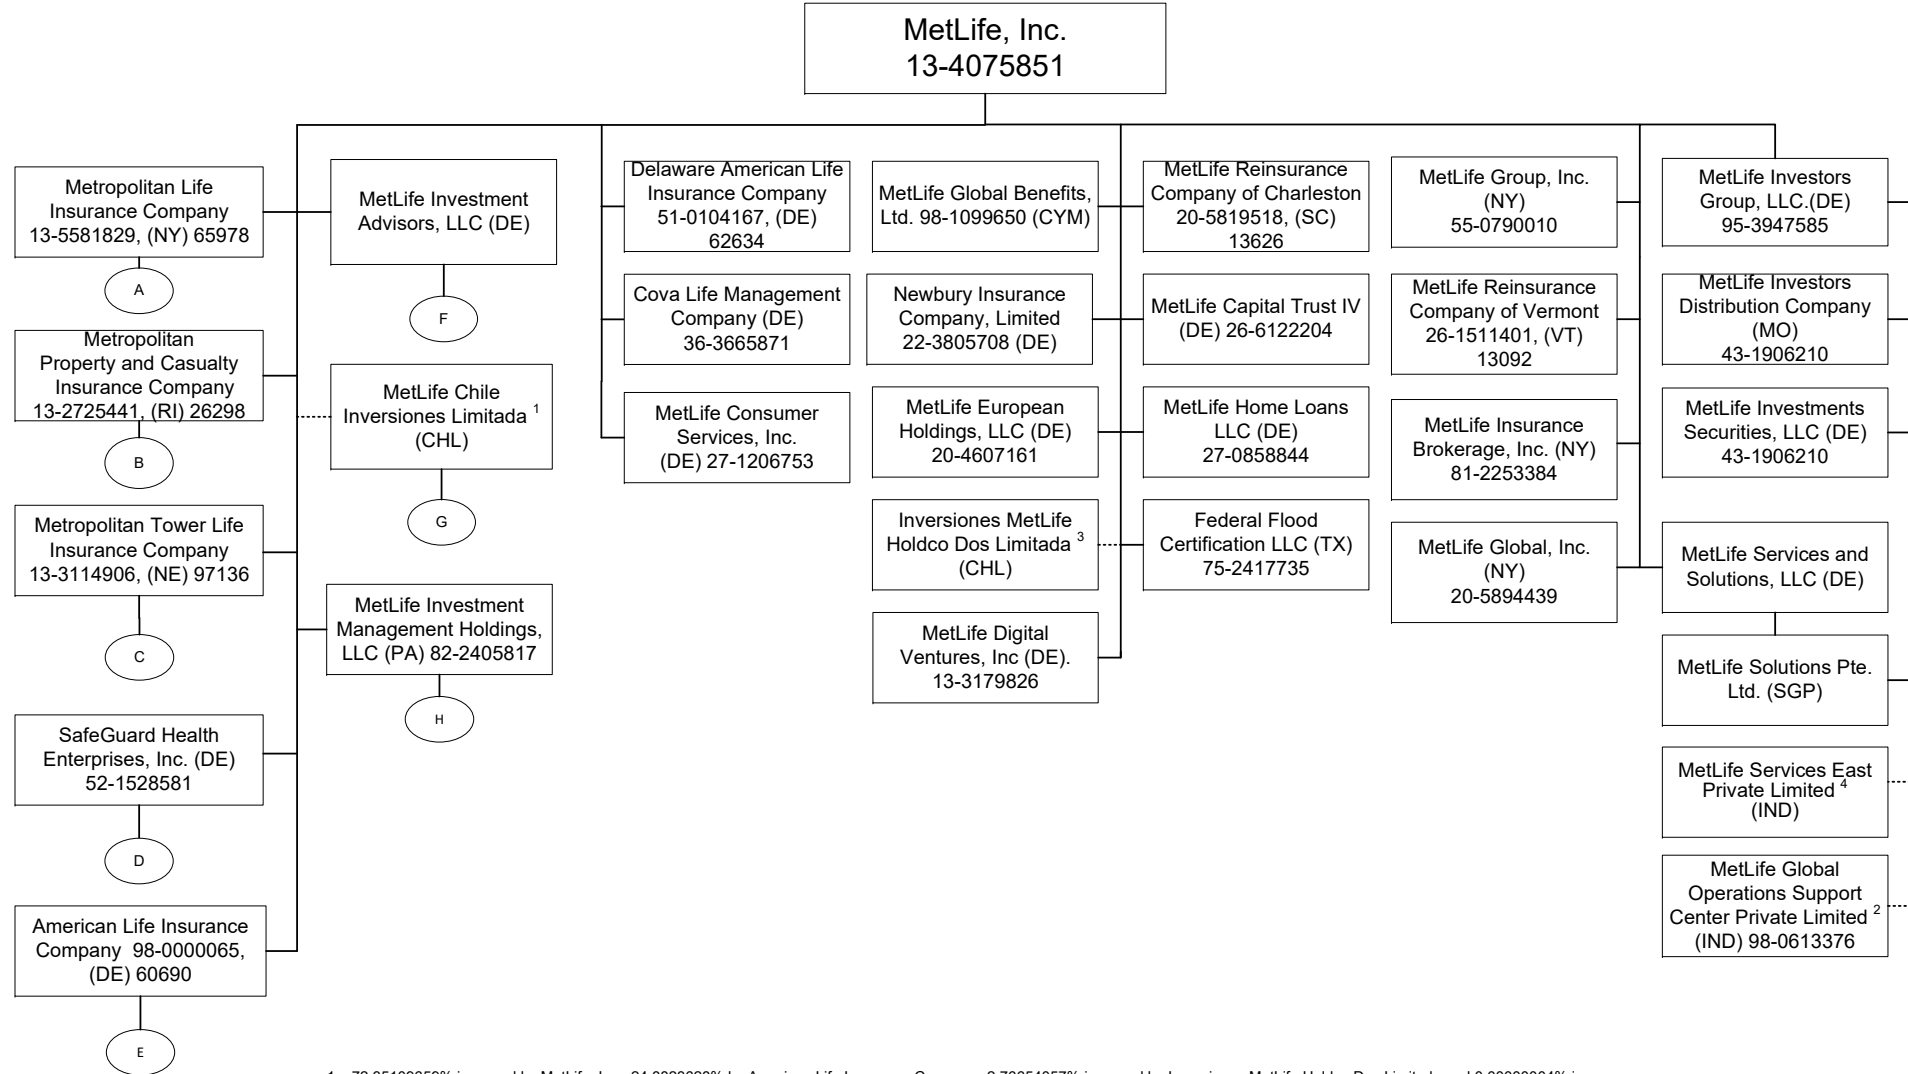 MetLife, Inc.
13-4075851
Metropolitan Life
Insurance Company
13-5581829, (NY) 65978
A
Metropolitan
Property and Casualty
Insurance Company
13-2725441, (RI) 26298
B
Metropolitan Tower Life
Insurance Company
13-3114906, (NE) 97136
C
SafeGuard Health
Enterprises, Inc. (DE)
52-1528581
D
American Life Insurance
Company 98-0000065,
(DE) 60690
E
MetLife Investment
Advisors, LLC (DE)
F
MetLife Chile
Inversiones Limitada 1
(CHL)
G
MetLife Investment
Management Holdings,
LLC (PA) 82-2405817
H
Delaware American Life
Insurance Company
51-0104167, (DE)
62634
Cova Life Management
Company (DE)
36-3665871
MetLife Consumer
Services, Inc.
(DE) 27-1206753
MetLife Global Benefits,
Ltd. 98-1099650 (CYM)
Newbury Insurance
Company, Limited
22-3805708 (DE)
MetLife European
Holdings, LLC (DE)
20-4607161
Inversiones MetLife
Holdco Dos Limitada 3
(CHL)
MetLife Digital
Ventures, Inc (DE).
13-3179826
MetLife Reinsurance
Company of Charleston
20-5819518, (SC)
13626
MetLife Capital Trust IV
(DE) 26-6122204
MetLife Home Loans
LLC (DE)
27-0858844
Federal Flood
Certification LLC (TX)
75-2417735
MetLife Group, Inc.
(NY)
55-0790010
MetLife Reinsurance
Company of Vermont
26-1511401, (VT)
13092
MetLife Insurance
Brokerage, Inc. (NY)
81-2253384
MetLife Global, Inc.
(NY)
20-5894439
MetLife Investors
Group, LLC.(DE)
95-3947585
MetLife Investors
Distribution Company
(MO)
43-1906210
MetLife Investments
Securities, LLC (DE)
43-1906210
MetLife Services and
Solutions, LLC (DE)
MetLife Solutions Pte.
Ltd. (SGP)
MetLife Services East
Private Limited 4
(IND)
MetLife Global
Operations Support
Center Private Limited 2
(IND) 98-0613376